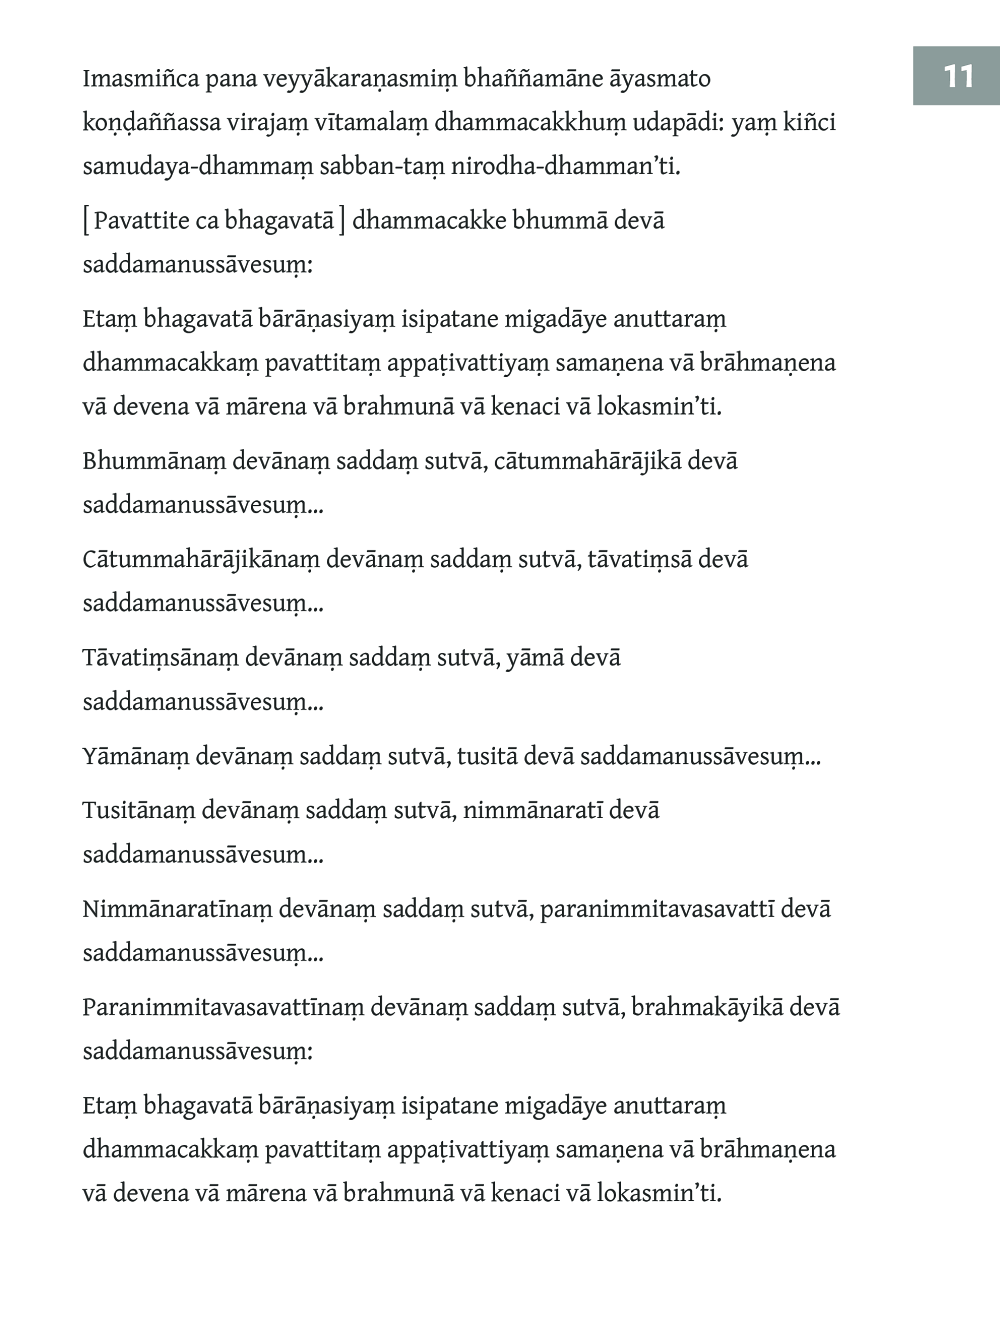 11
Imasmiñca pana veyyākaraṇasmiṃ bhaññamāne āyasmato
koṇḍaññassa virajaṃ vītamalaṃ dhammacakkhuṃ udapādi: yaṃ kiñci
samudaya-dhammaṃ sabban-taṃ nirodha-dhamman’ti.
[ Pavattite ca bhagavatā ] dhammacakke bhummā devā
saddamanussāvesuṃ:
Etaṃ bhagavatā bārāṇasiyaṃ isipatane migadāye anuttaraṃ
dhammacakkaṃ pavattitaṃ appaṭivattiyaṃ samaṇena vā brāhmaṇena
vā devena vā mārena vā brahmunā vā kenaci vā lokasmin’ti.
Bhummānaṃ devānaṃ saddaṃ sutvā, cātummahārājikā devā
saddamanussāvesuṃ...
Cātummahārājikānaṃ devānaṃ saddaṃ sutvā, tāvatiṃsā devā
saddamanussāvesuṃ...
Tāvatiṃsānaṃ devānaṃ saddaṃ sutvā, yāmā devā
saddamanussāvesuṃ...
Yāmānaṃ devānaṃ saddaṃ sutvā, tusitā devā saddamanussāvesuṃ...
Tusitānaṃ devānaṃ saddaṃ sutvā, nimmānaratī devā
saddamanussāvesum...
Nimmānaratīnaṃ devānaṃ saddaṃ sutvā, paranimmitavasavattī devā
saddamanussāvesuṃ...
Paranimmitavasavattīnaṃ devānaṃ saddaṃ sutvā, brahmakāyikā devā
saddamanussāvesuṃ:
Etaṃ bhagavatā bārāṇasiyaṃ isipatane migadāye anuttaraṃ
dhammacakkaṃ pavattitaṃ appaṭivattiyaṃ samaṇena vā brāhmaṇena
vā devena vā mārena vā brahmunā vā kenaci vā lokasmin’ti.